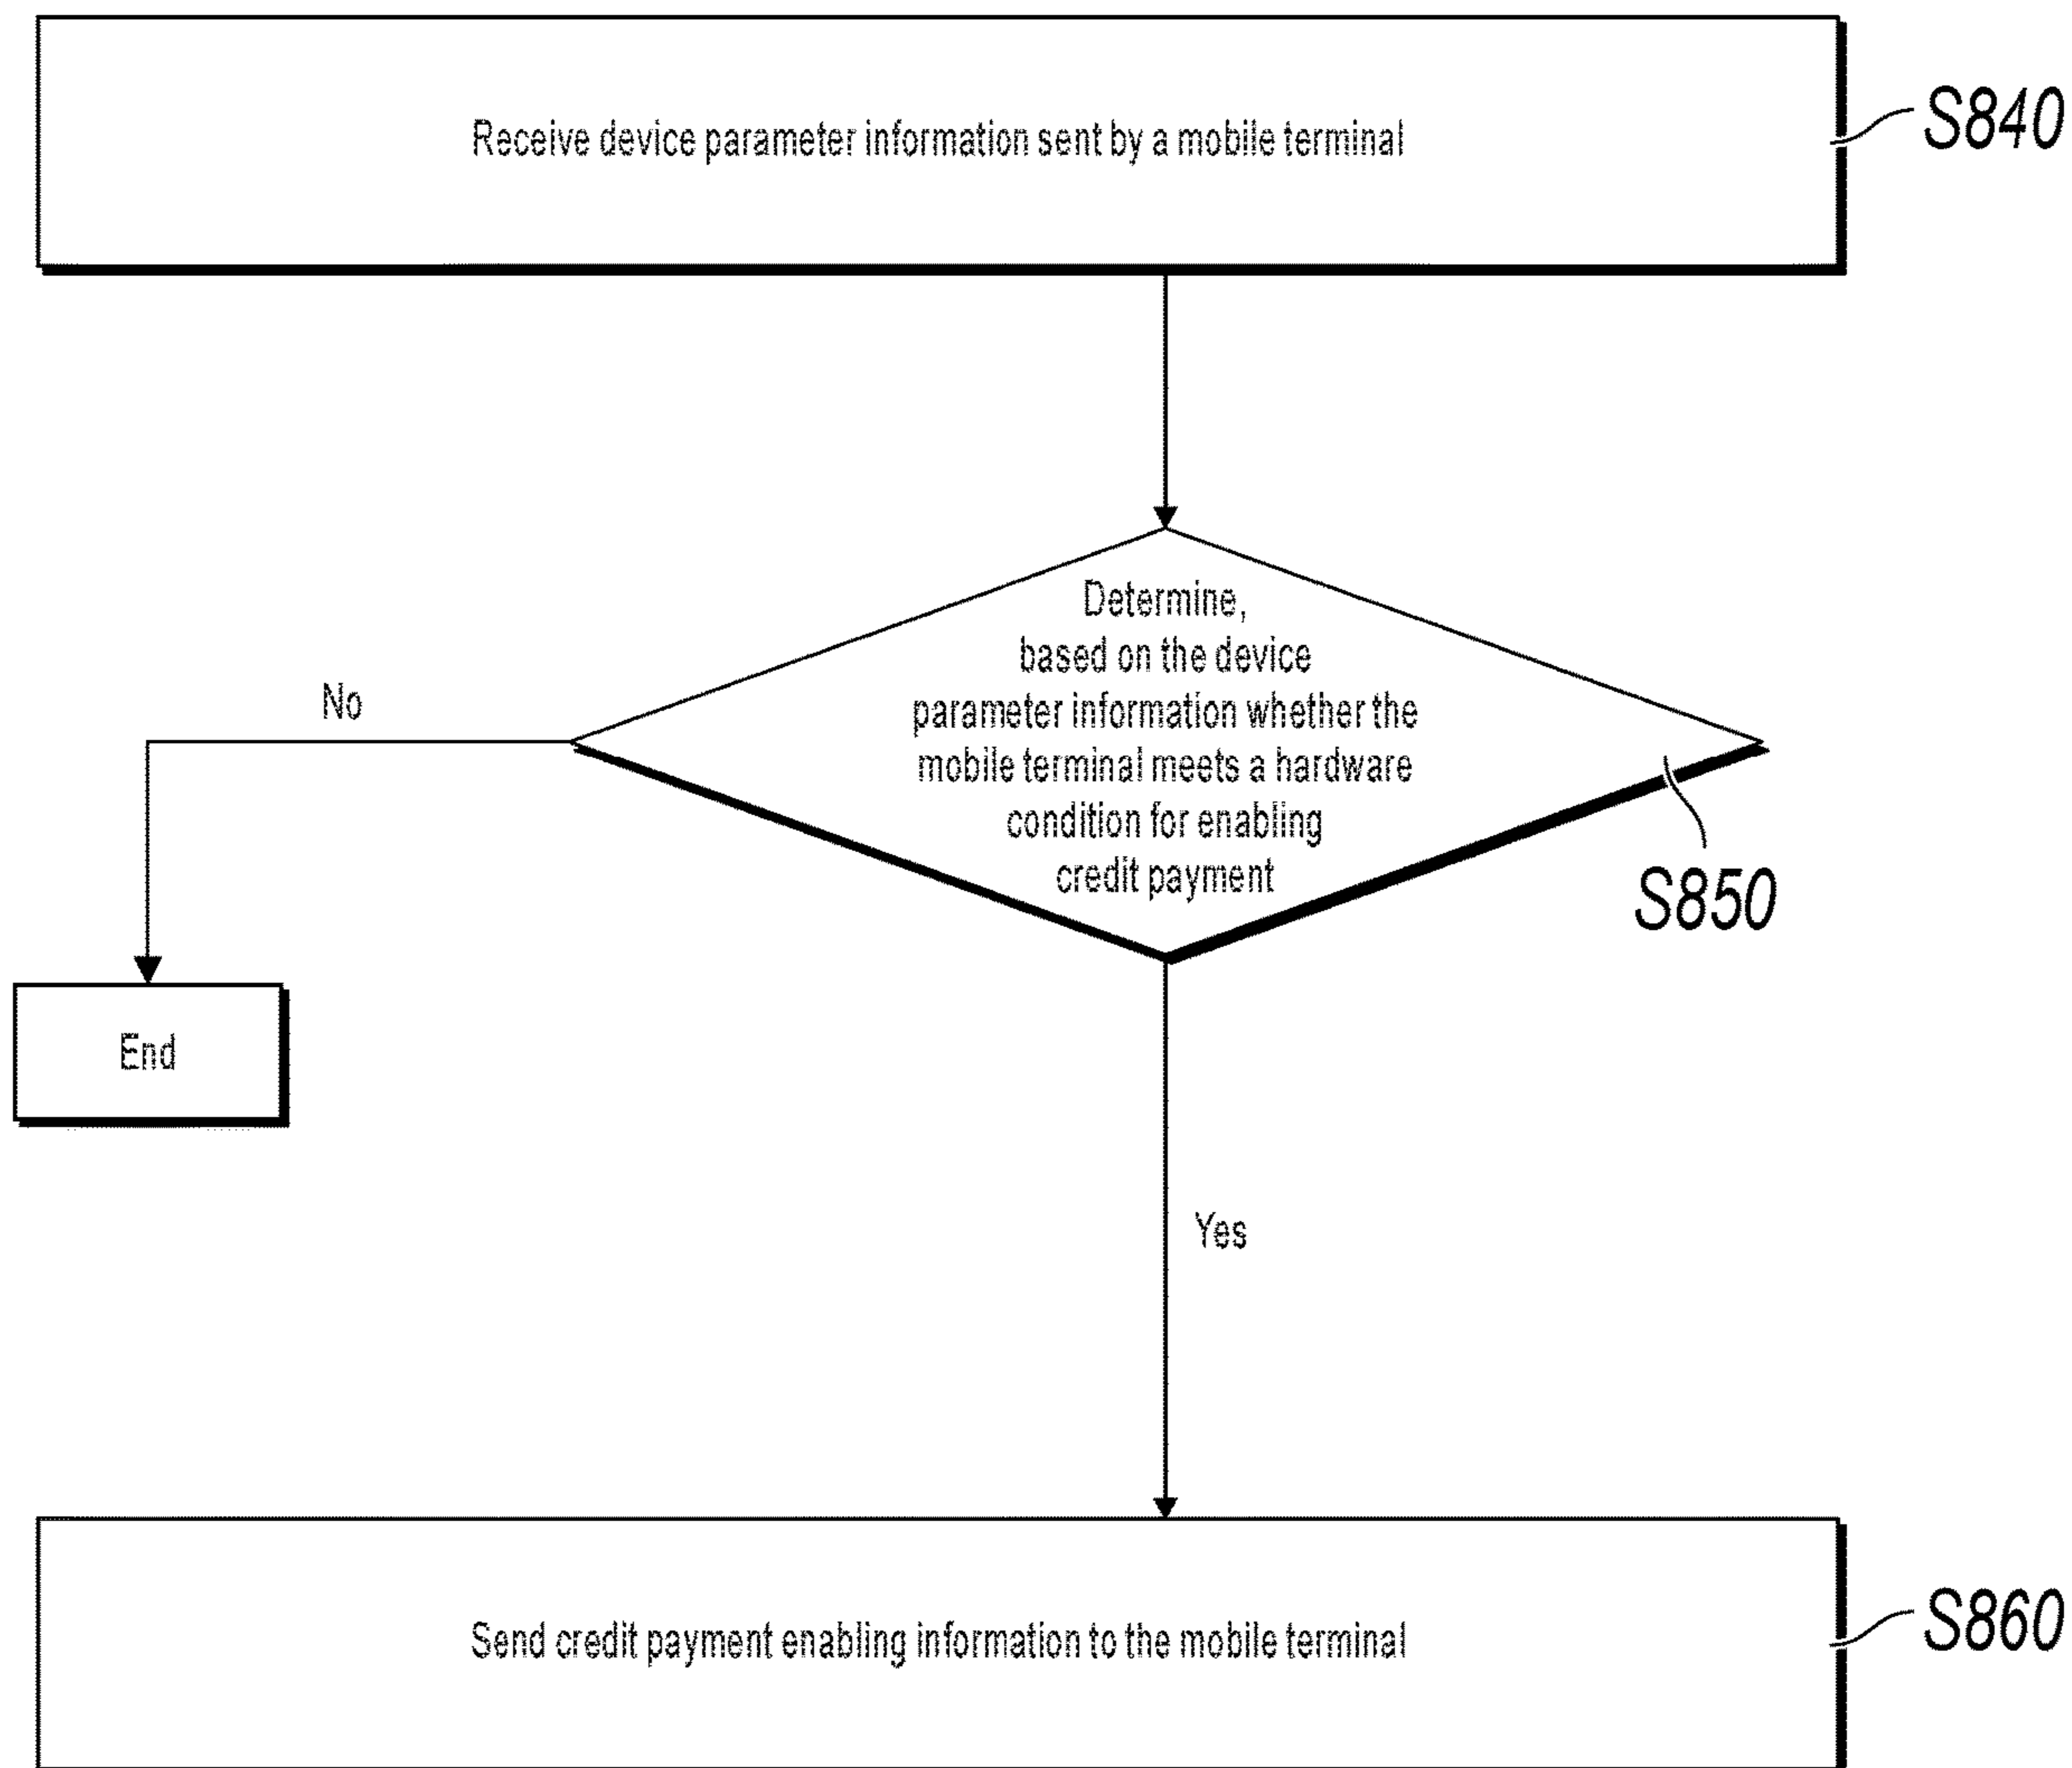 Receive device parameter information sent by a mobile terminal
S840
Determine,
based on the device
parameter information whether the
mobile terminal meets a hardware
condition for enabling
credit payment
S850
No
End
Yes
Send credit payment enabling information to the mobile terminal
S860